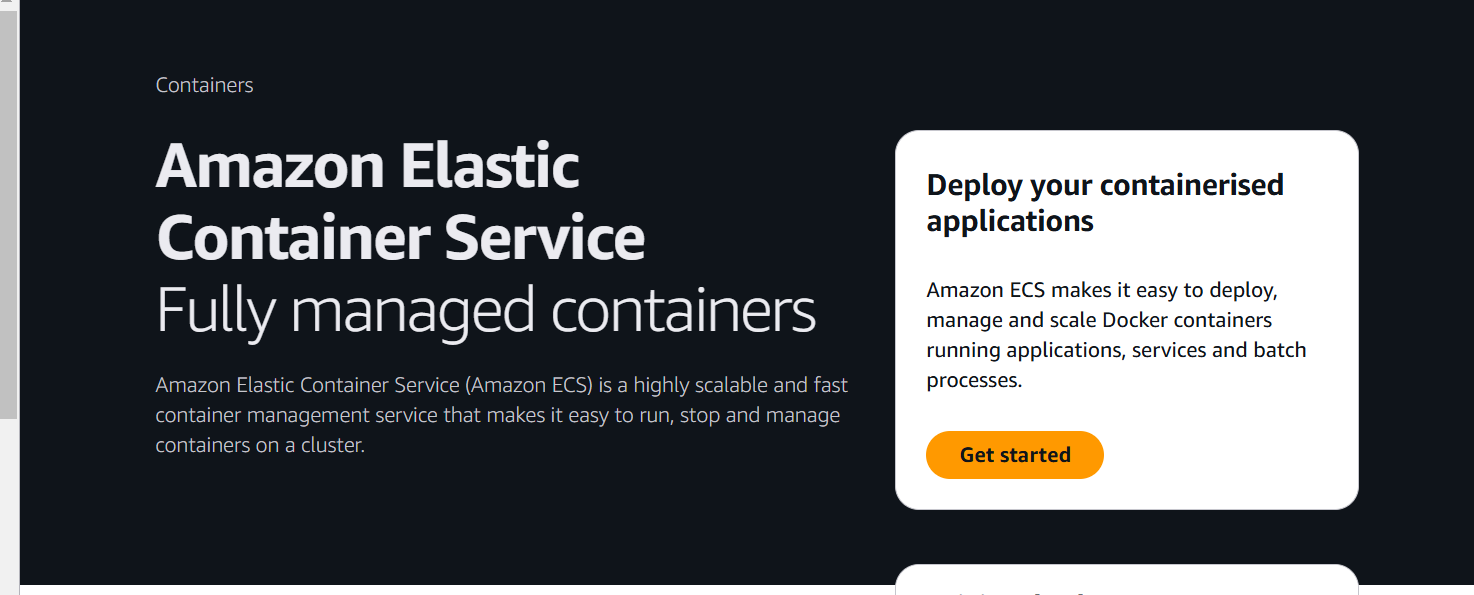 Containers
Amazon Elastic
Container Service
Fully managed containers
Amazon Elastic Container Service (Amazon ECS) is a highly scalable and fast
container management service that makes it easy to run, stop and manage
containers on a cluster.
Deploy your containerised
applications
Amazon ECS makes it easy to deploy,
manage and scale Docker containers
running applications, services and batch
processes.
Get started